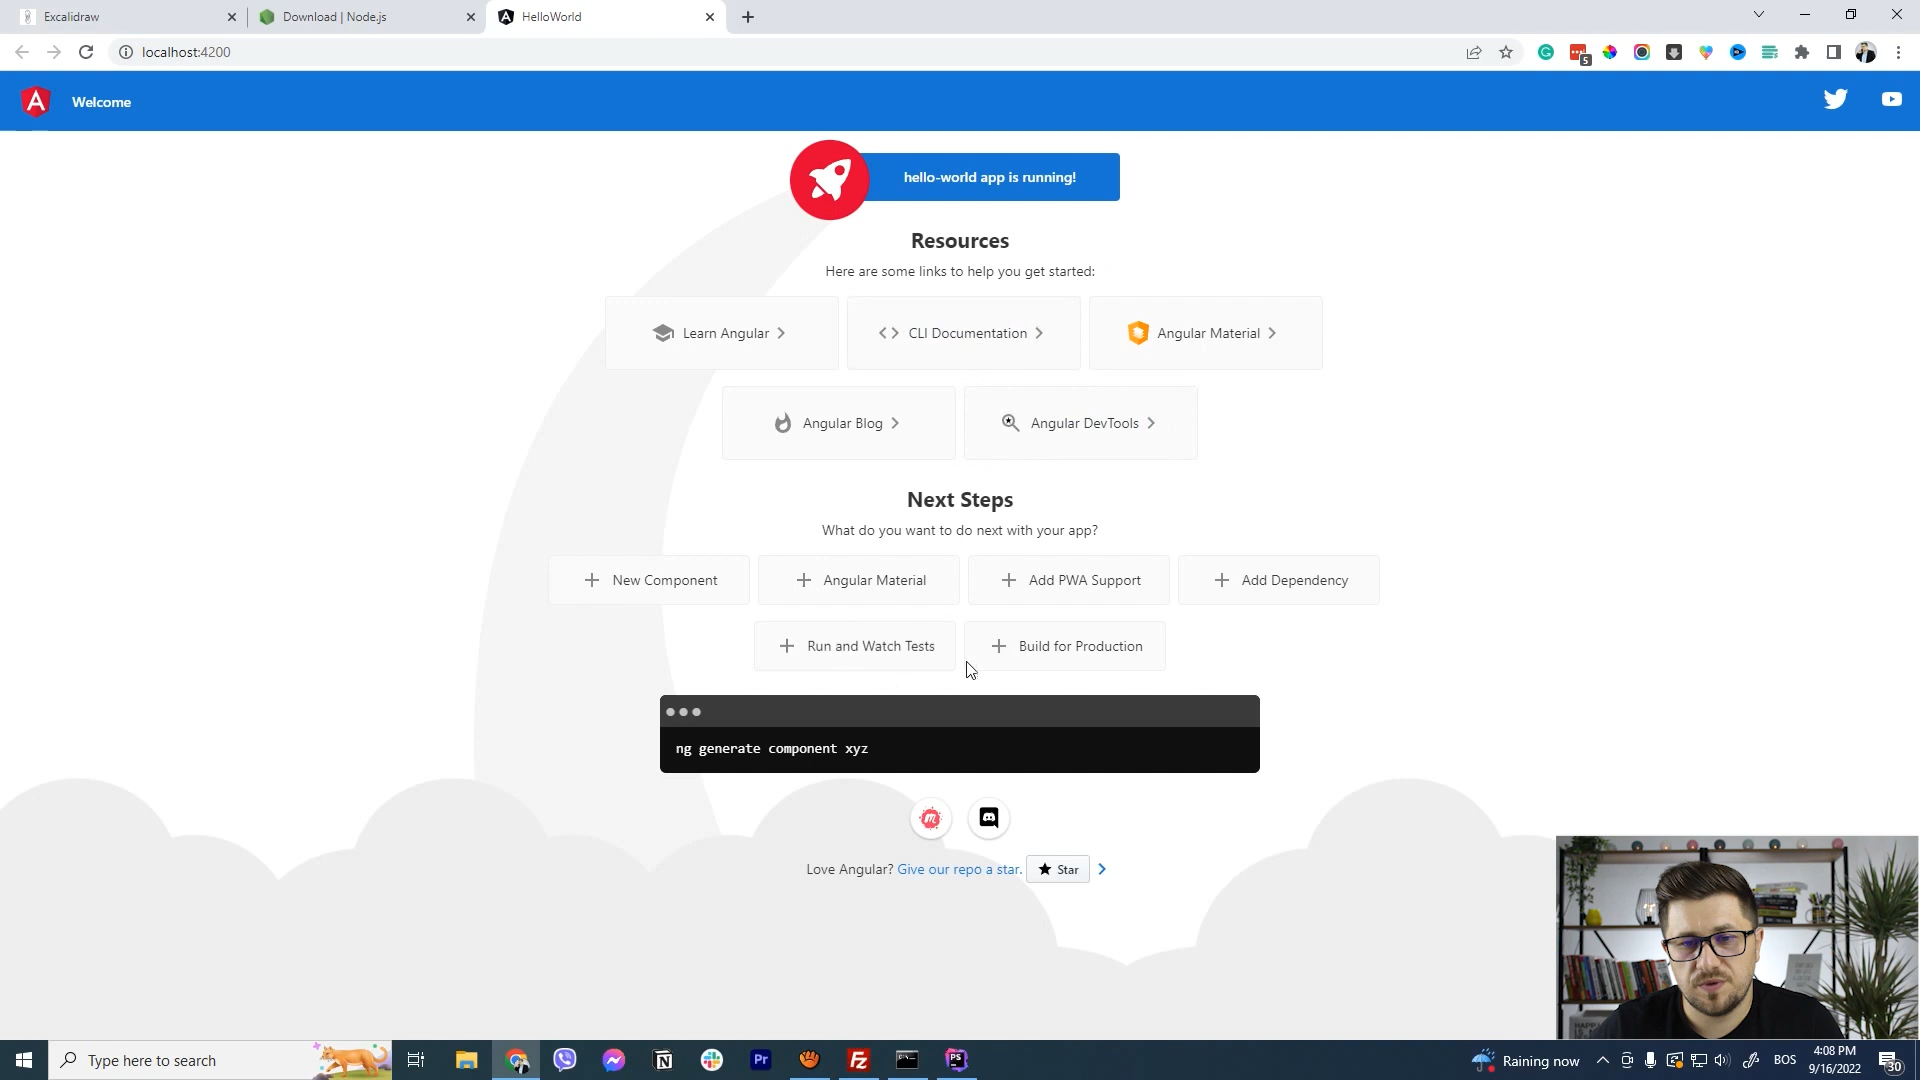 Excalidraw
Download | Node.js
HelloWorld
localhost:4200
5
Welcome
hello-world app is running!
Resources
Here are some links to help you get started:
Learn Angular
CLI Documentation
Angular Material
Angular Blog
Angular DevTools
Next Steps
What do you want to do next with your app?
New Component
Angular Material
Add PWA Support
Add Dependency
Run and Watch Tests
Build for Production
ng generate component xyz
Love Angular? Give our repo a star. Star
Type here to search
Pr
FZ
PS
Raining now
BOS
4:08 PM
9/16/2022
30